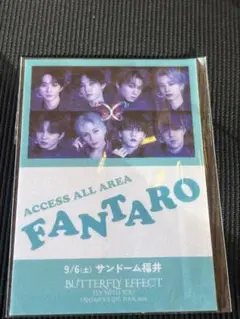 ACCESS ALL AREA
FANTARO
9/6(土) サンドーム福井
BUTTERFLY EFFECT